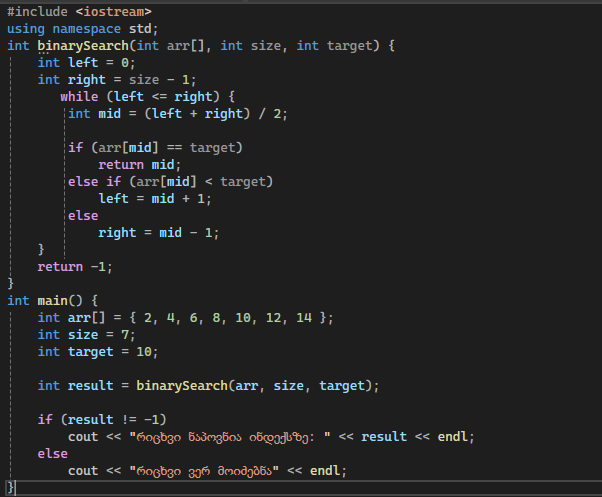 #include <iostream>
using namespace std;
int binarySearch(int arr[], int size, int target) {
    int left = 0;
    int right = size - 1;
       while (left <= right) {
        int mid = (left + right) / 2;

        if (arr[mid] == target)
            return mid;
        else if (arr[mid] < target)
            left = mid + 1;
        else
            right = mid - 1;
    }
    return -1;
}
int main() {
    int arr[] = { 2, 4, 6, 8, 10, 12, 14 };
    int size = 7;
    int target = 10;

    int result = binarySearch(arr, size, target);

    if (result != -1)
        cout << "რიცხვი ნაპოვნია ინდექსზე: " << result << endl;
    else
        cout << "რიცხვი ვერ მოიძებნა" << endl;
}